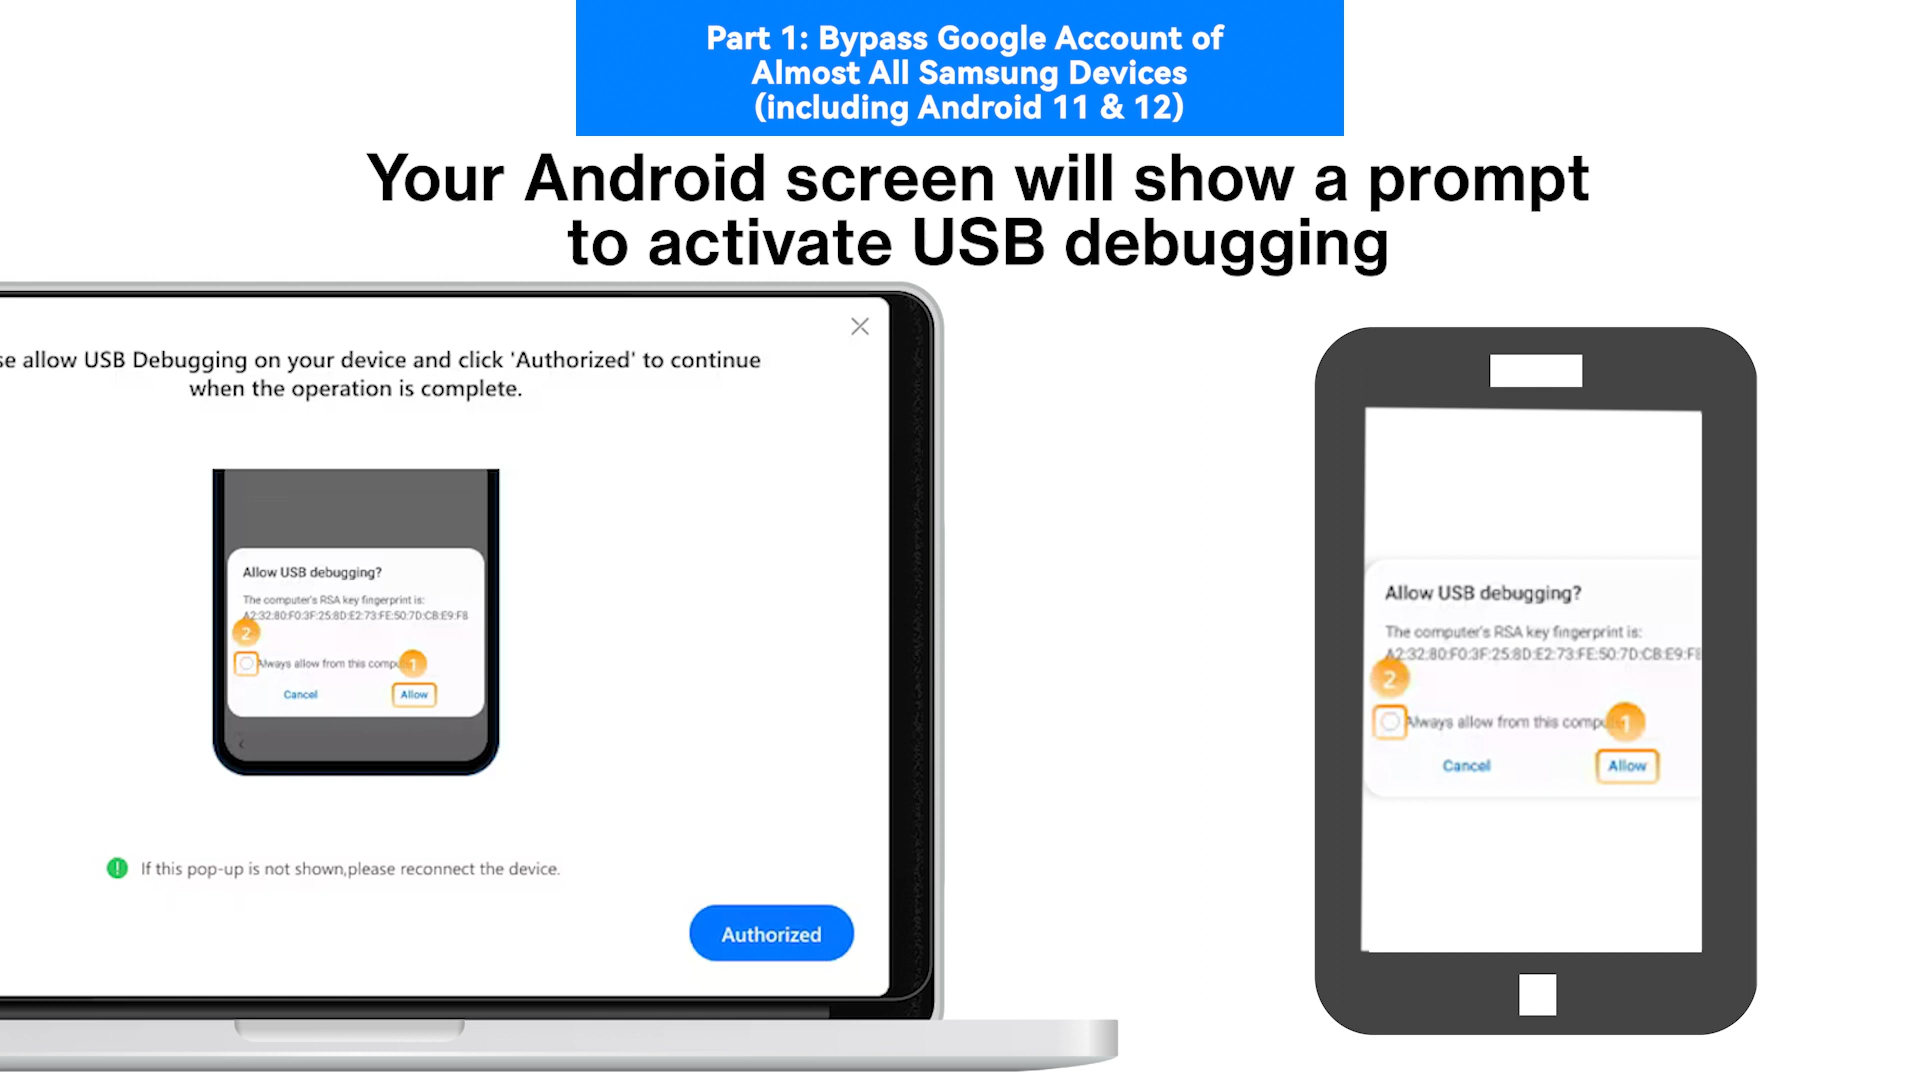 Part 1: Bypass Google Account of
Almost All Samsung Devices
(including Android 11 & 12)
Your Android screen will show a prompt
to activate USB debugging
se allow USB Debugging on your device and click 'Authorized' to continue
when the operation is complete.
Allow USB debugging?
The computer's RSA key fingerprint is:
A2:32:80:F0:3F:25:8D:E2:73:FE:50:7D:CB:E9:F8
2
Always allow from this compu
1
Cancel
Allow
If this pop-up is not shown,please reconnect the device.
Authorized
Allow USB debugging?
The computer's RSA key fingerprint is:
A2:32:80:F0:3F:25:8D:E2:73:FE:50:7D:CB:E9:F8
2
Always allow from this compu
1
Cancel
Allow